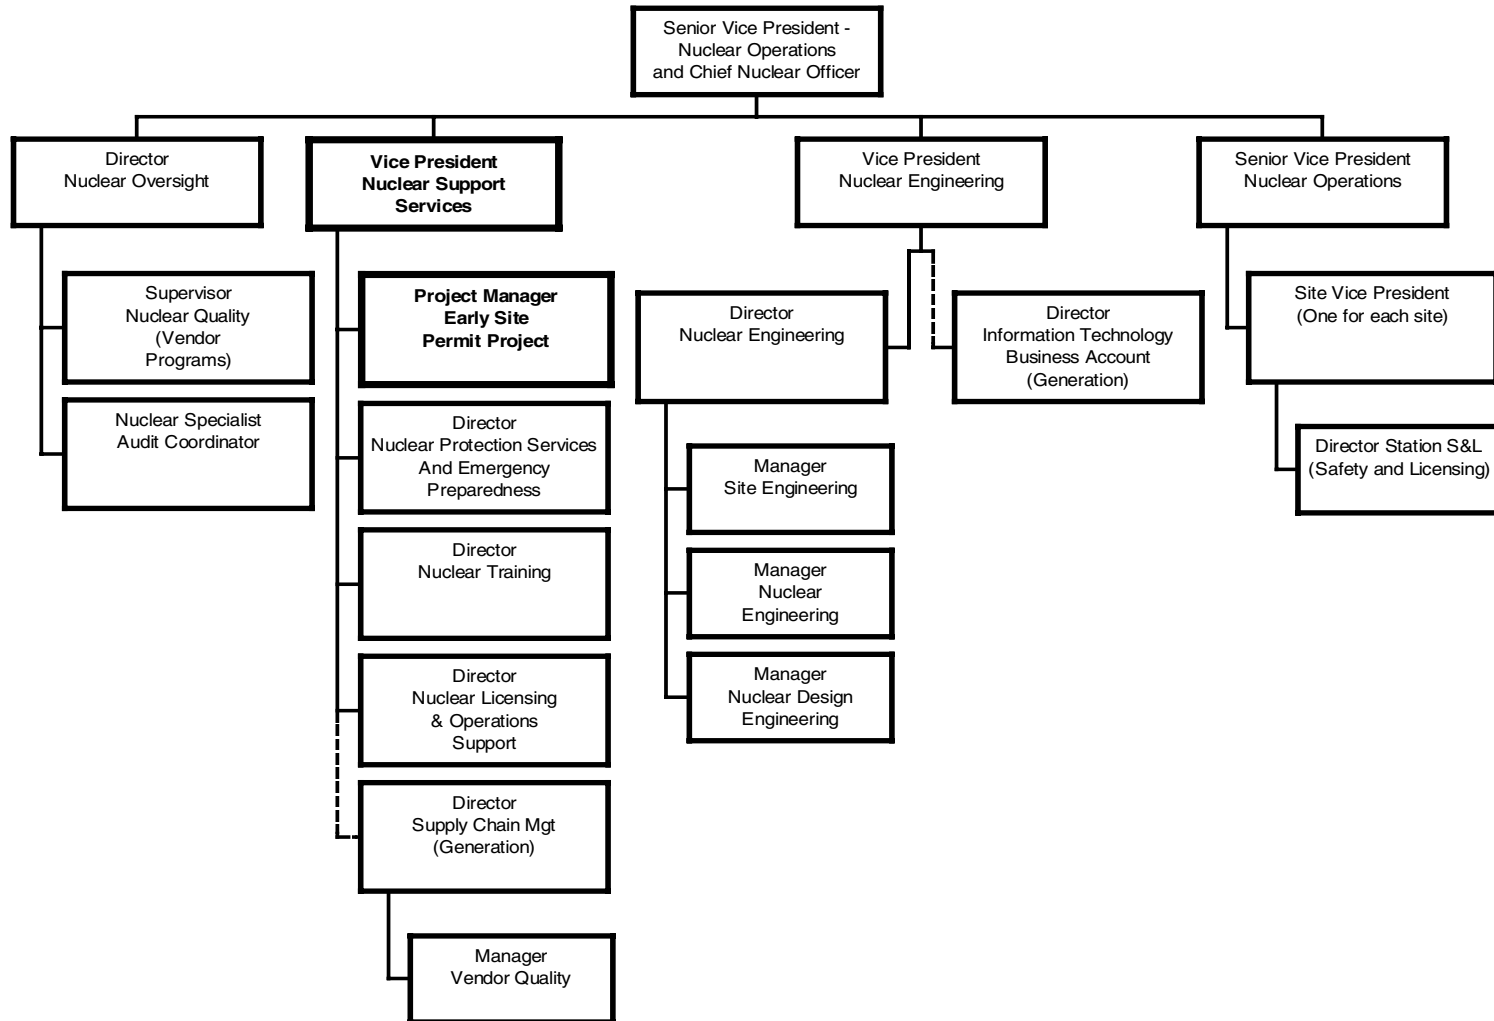 Senior Vice President -
Nuclear Operations
and Chief Nuclear Officer
Director
Nuclear Oversight
Vice President
Nuclear Support
Services
Vice President
Nuclear Engineering
Senior Vice President
Nuclear Operations
Supervisor
Nuclear Quality
(Vendor
Programs)
Nuclear Specialist
Audit Coordinator
Project Manager
Early Site
Permit Project
Director
Nuclear Protection Services
And Emergency
Preparedness
Director
Nuclear Training
Director
Nuclear Licensing
& Operations
Support
Director
Supply Chain Mgt
(Generation)
Manager
Vendor Quality
Director
Nuclear Engineering
Manager
Site Engineering
Manager
Nuclear
Engineering
Manager
Nuclear Design
Engineering
Director
Information Technology
Business Account
(Generation)
Site Vice President
(One for each site)
Director Station S&L
(Safety and Licensing)